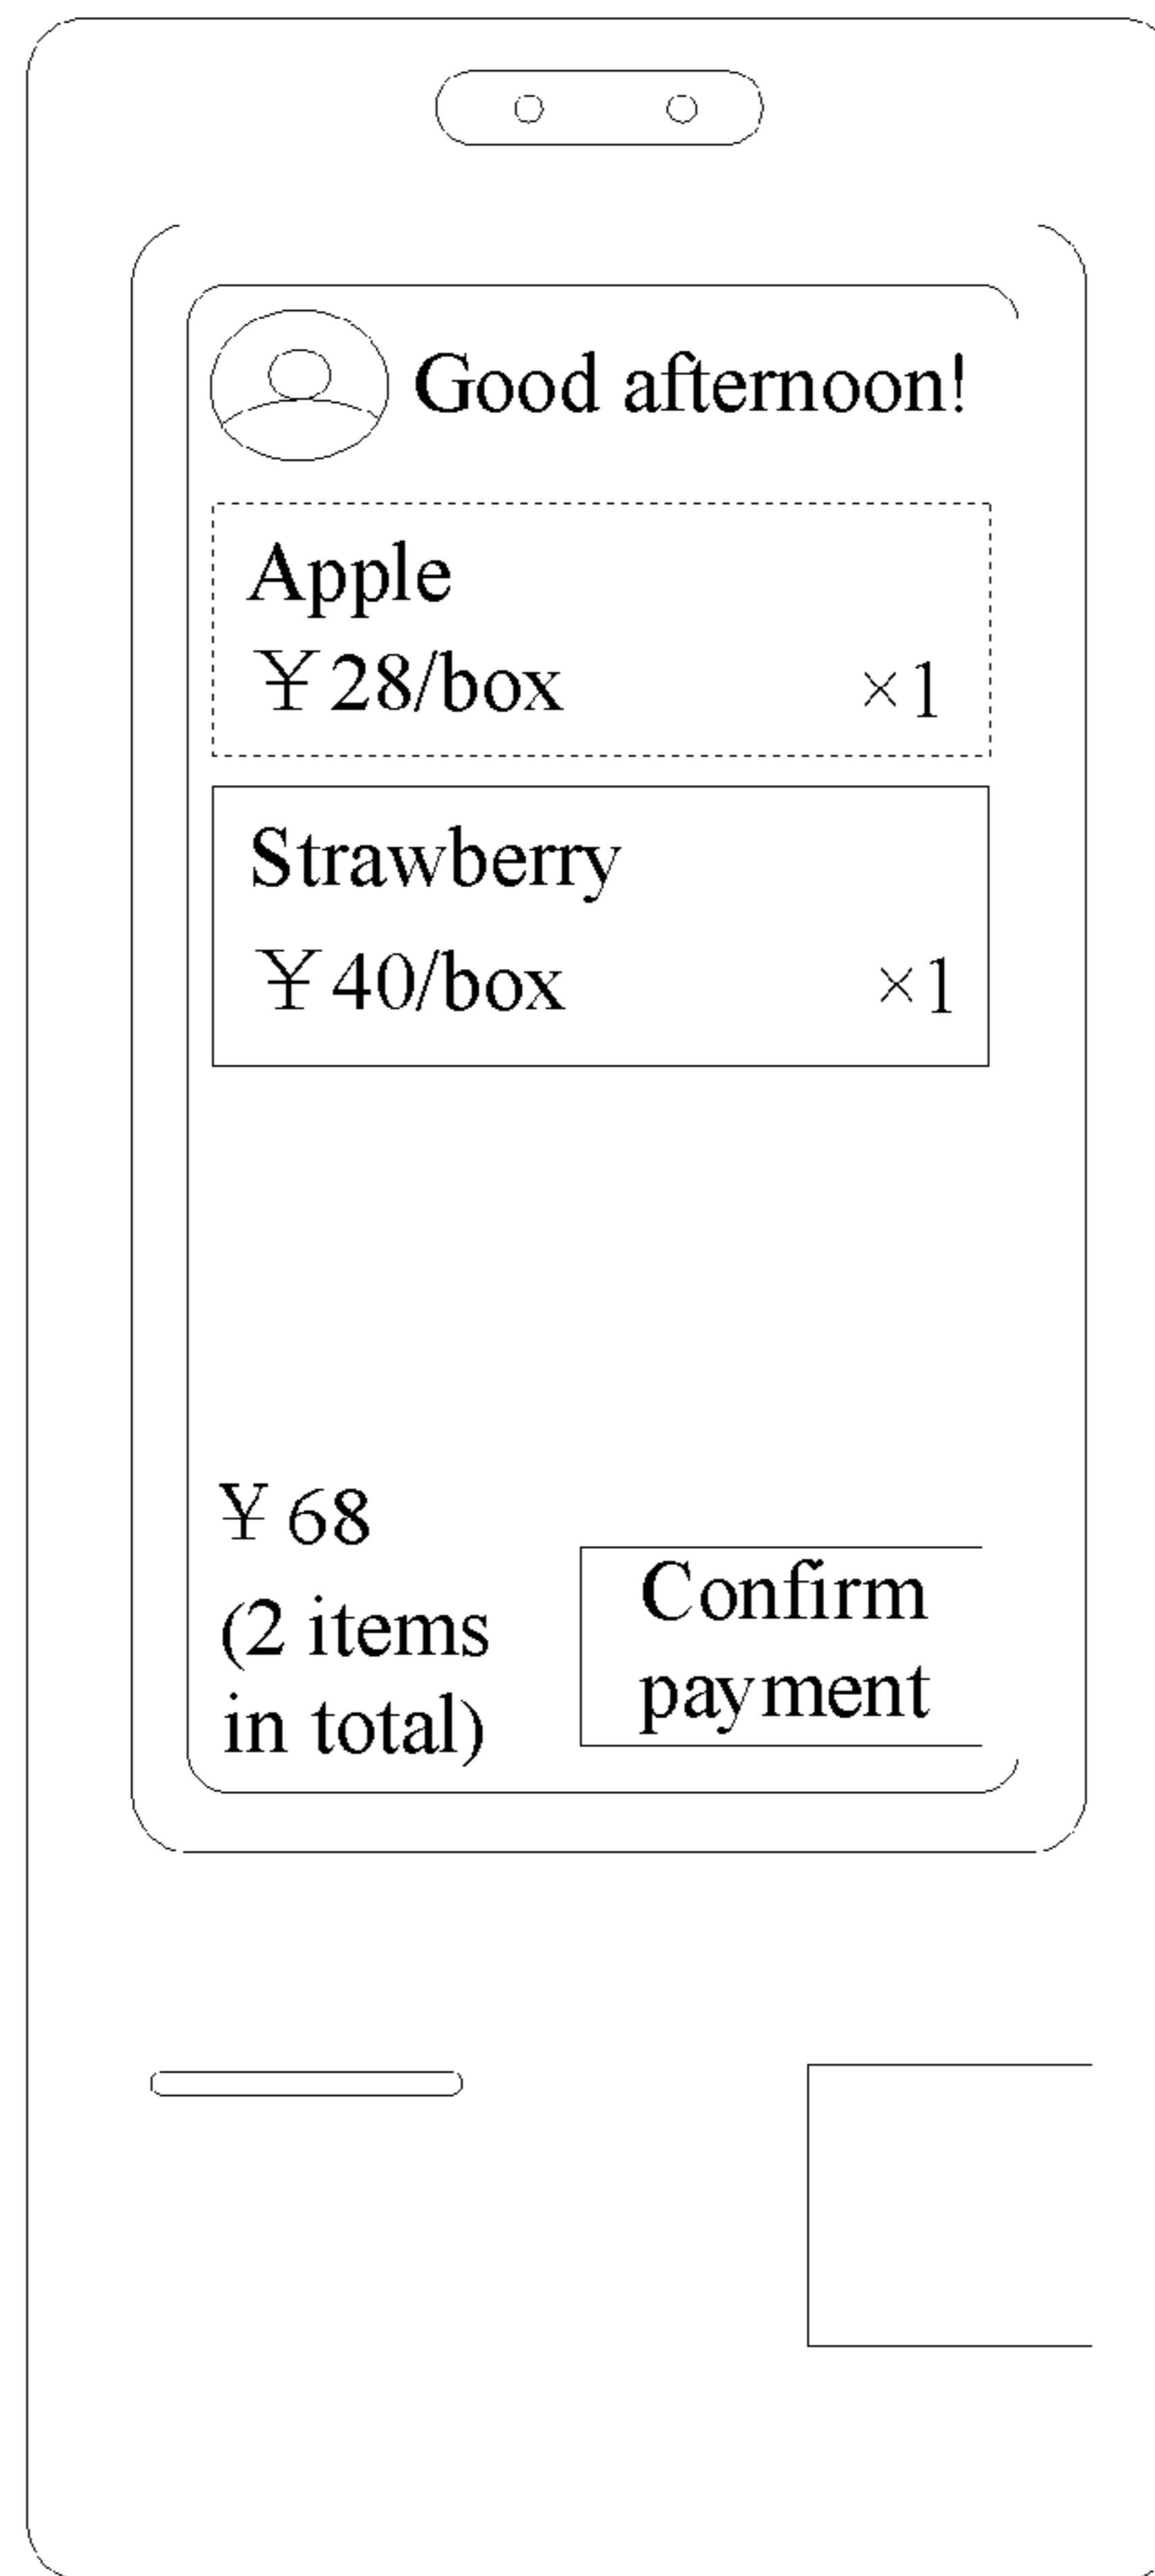 Good afternoon!
Apple
¥28/box ×1
Strawberry
¥40/box ×1
¥ 68
(2 items
in total)
Confirm
payment